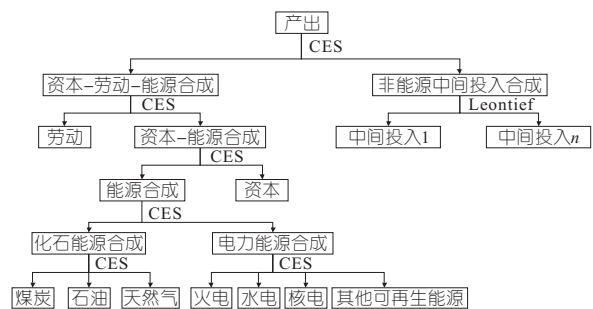 产出
CES
资本-劳动-能源合成 非能源中间投入合成
CES Leontief
劳动 资本-能源合成 中间投入1 中间投入n
CES
能源合成 资本
CES
化石能源合成 电力能源合成
CES CES
煤炭 石油 天然气 火电 水电 核电 其他可再生能源